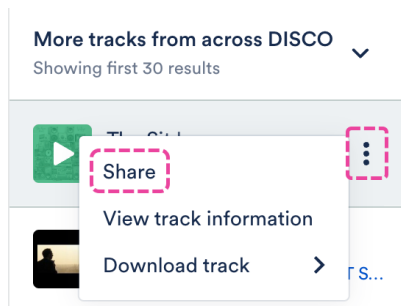 More tracks from across DISCO
Showing first 30 results
Share
View track information
Download track